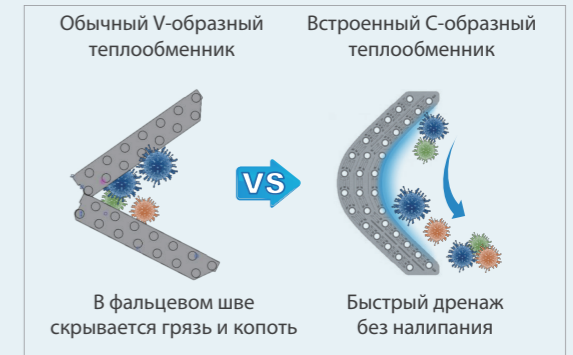 Обычный V-образный
теплообменник
Встроенный С-образный
теплообменник
VS
В фальцевом шве
скрывается грязь и копоть
Быстрый дренаж
без налипания